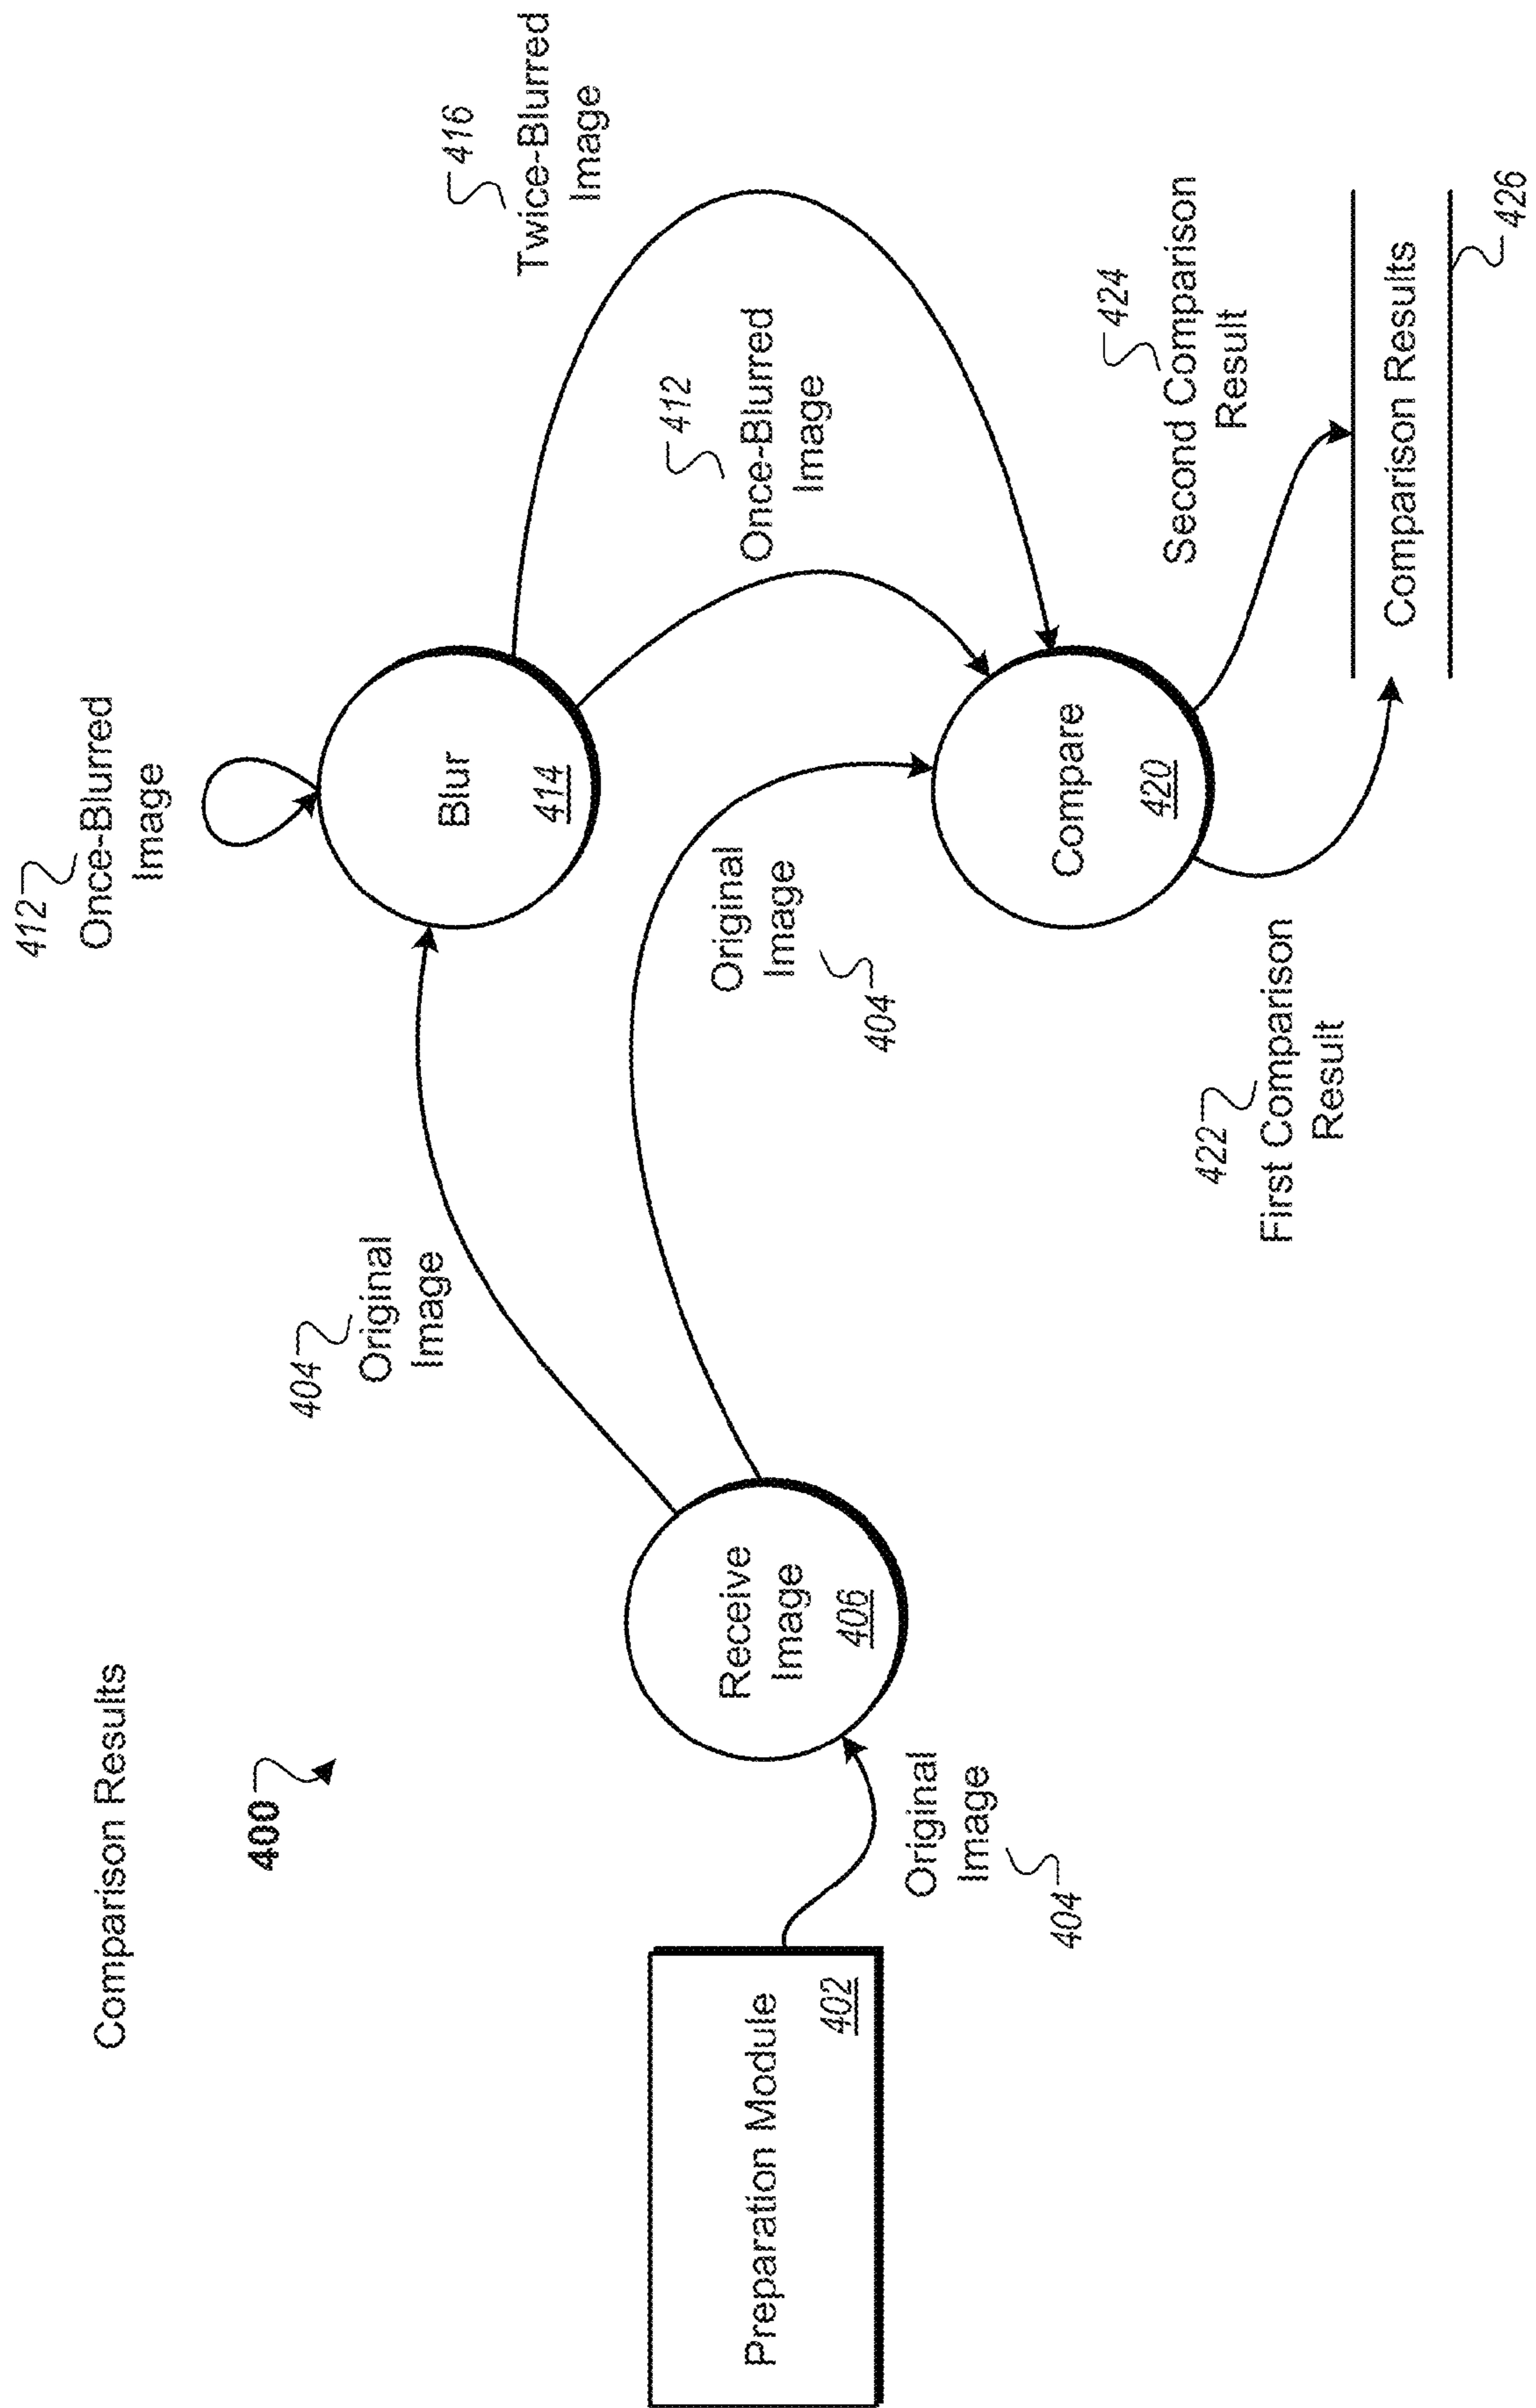 Comparison Results
400
Preparation Module
402
Original
Image
404
Receive
Image
406
404
Original
Image
Original
Image
404
412
Once-Blurred
Image
Blur
414
416
Twice-Blurred
Image
412
Once-Blurred
Image
Compare
420
422
First Comparison
Result
424
Second Comparison
Result
Comparison Results
426